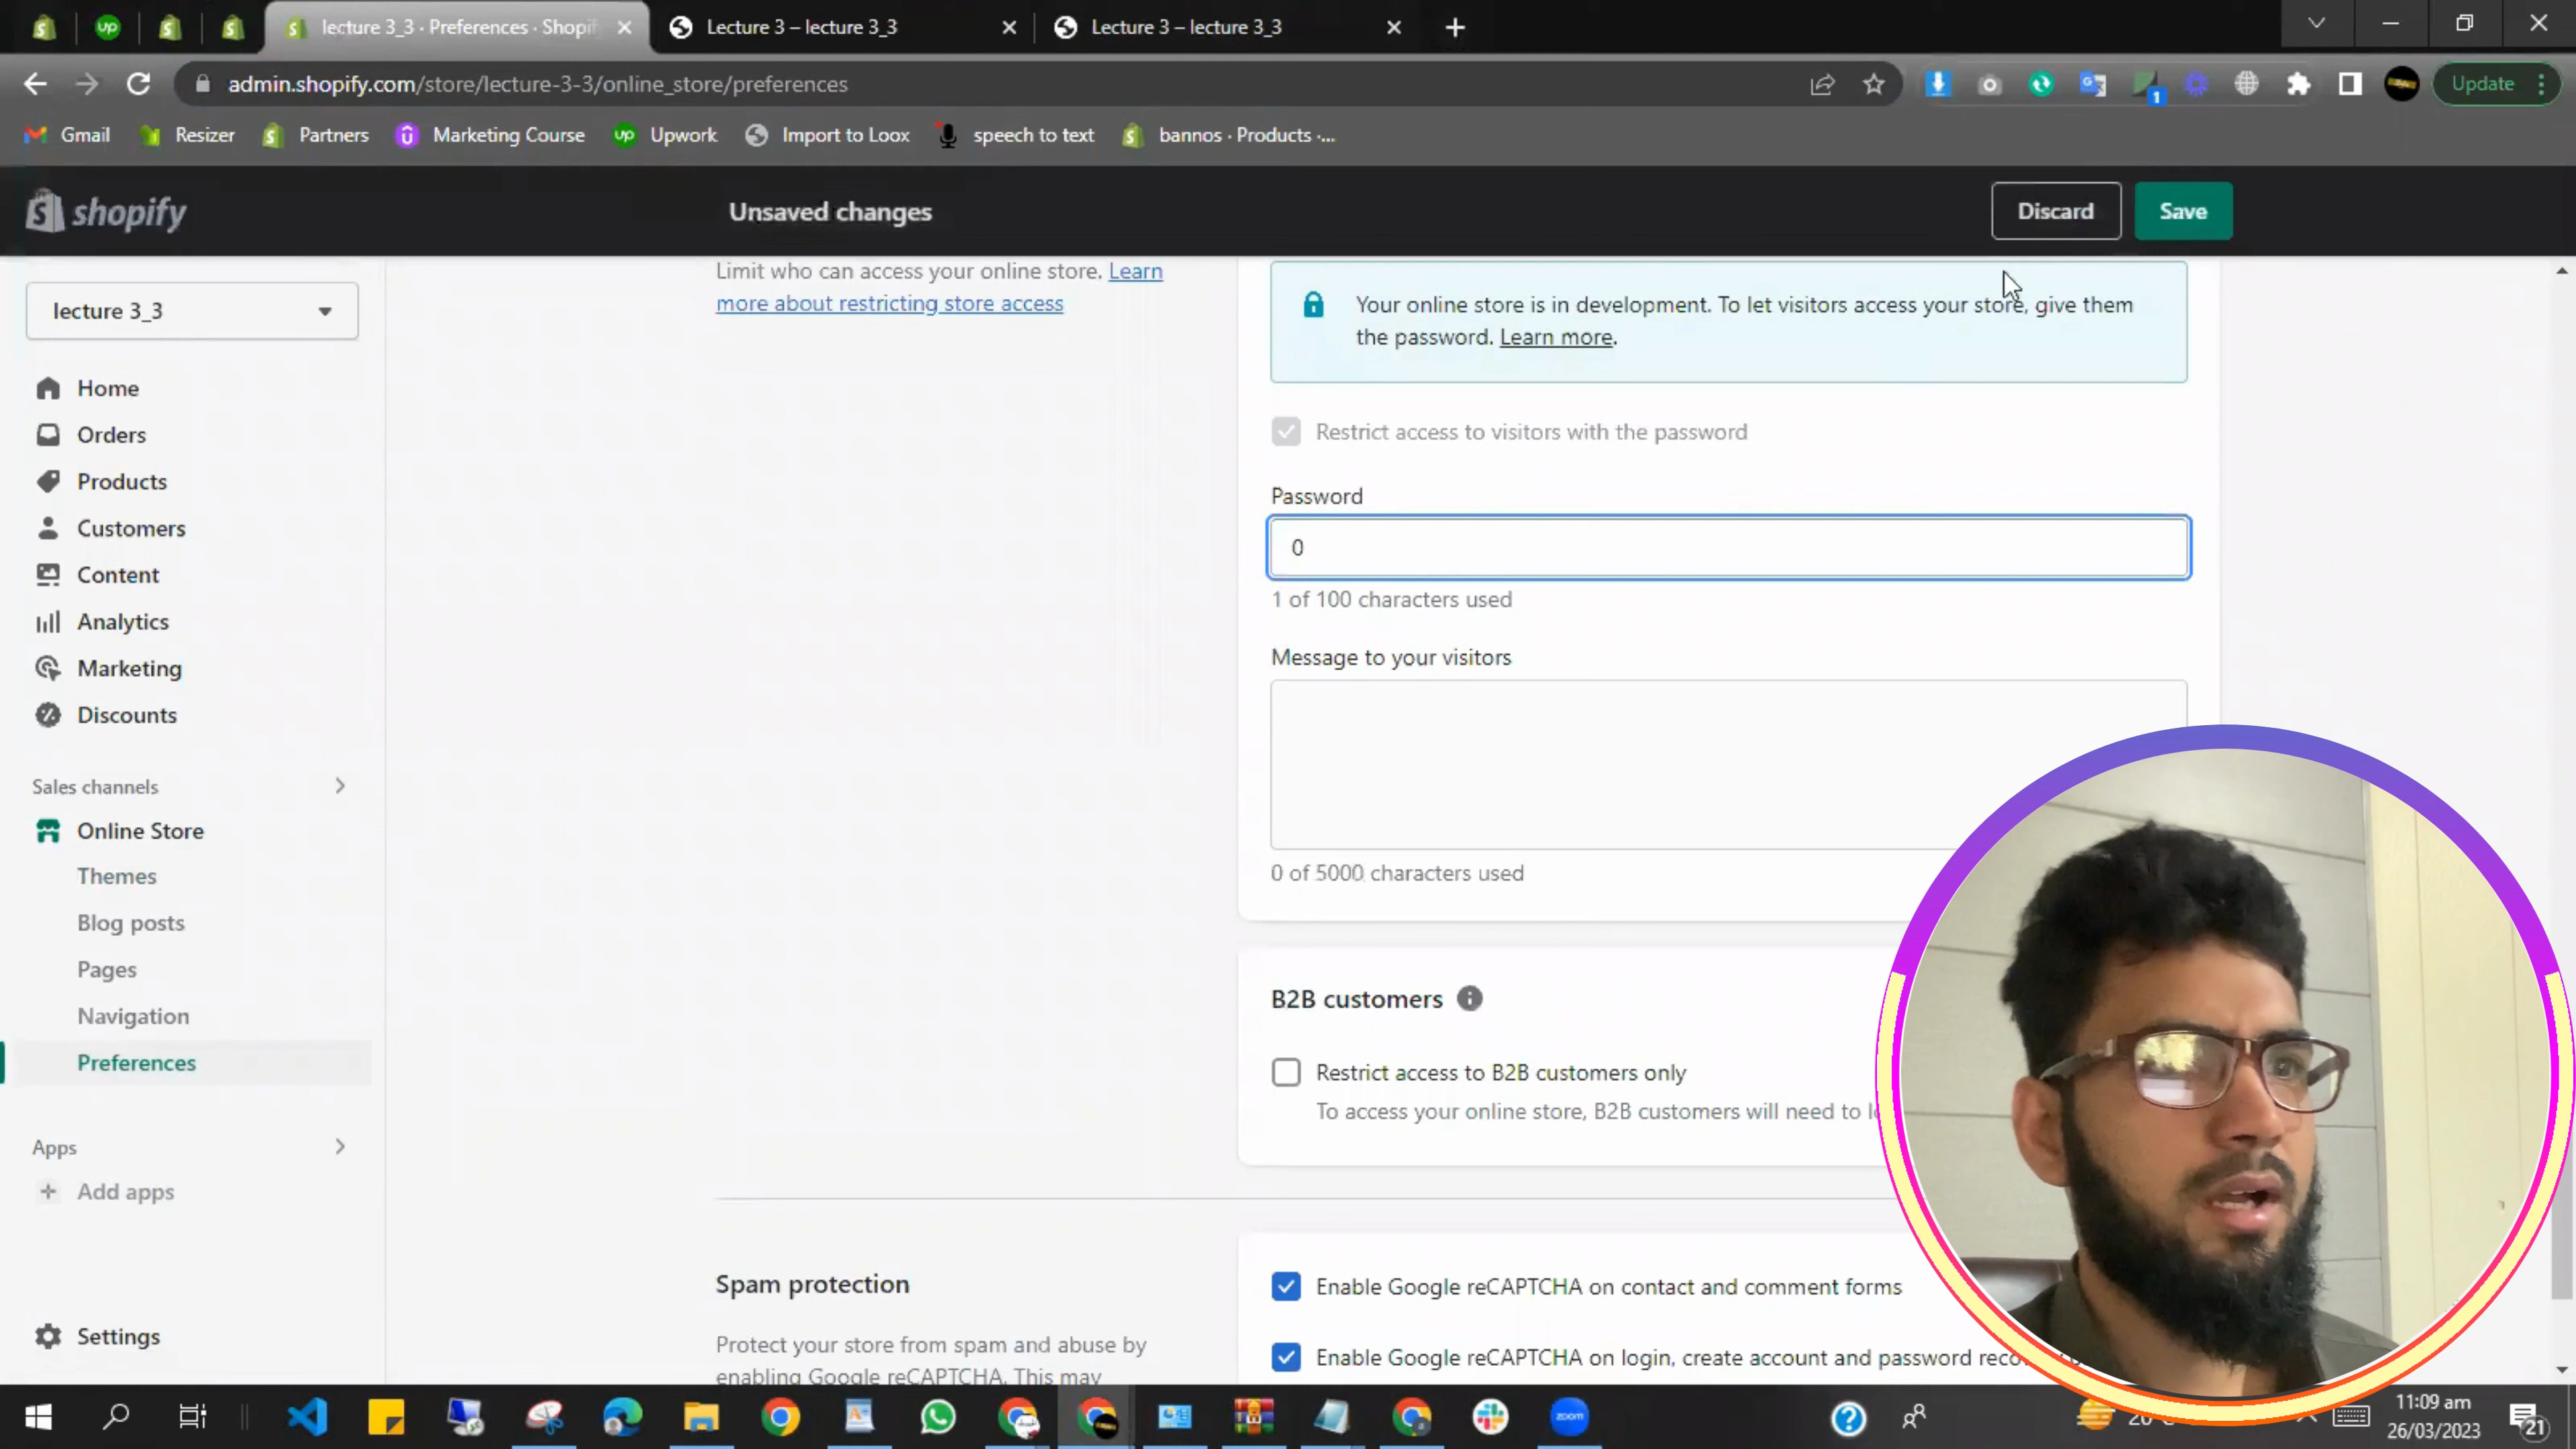 lecture 3_3 · Preferences · Shopif
Lecture 3 – lecture 3_3
Lecture 3 – lecture 3_3
admin.shopify.com/store/lecture-3-3/online_store/preferences
1
Update
Gmail
Resizer
Partners
Marketing Course
Upwork
Import to Loox
speech to text
bannos · Products ·...
shopify
Unsaved changes
Discard
Save
lecture 3_3
Home
Orders
Products
Customers
Content
Analytics
Marketing
Discounts
Sales channels
Online Store
Themes
Blog posts
Pages
Navigation
Preferences
Apps
Add apps
Settings
Limit who can access your online store. Learn
more about restricting store access
Your online store is in development. To let visitors access your store, give them
the password. Learn more.
Restrict access to visitors with the password
Password
0
1 of 100 characters used
Message to your visitors
0 of 5000 characters used
B2B customers
Restrict access to B2B customers only
To access your online store, B2B customers will need to
Spam protection
Protect your store from spam and abuse by
enabling Google reCAPTCHA. This may
Enable Google reCAPTCHA on contact and comment forms
Enable Google reCAPTCHA on login, create account and password
zoom
11:09 am
26/03/2023
21